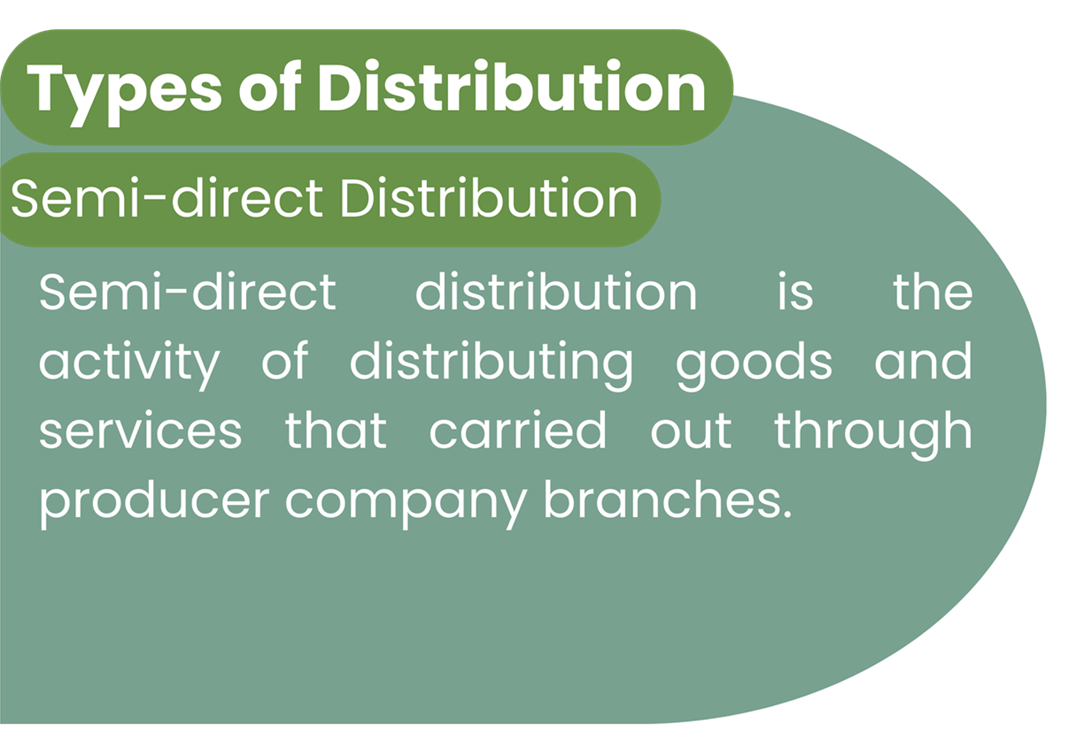 Types of Distribution
Semi-direct Distribution
Semi-direct distribution is the
activity of distributing goods and
services that carried out through
producer company branches.